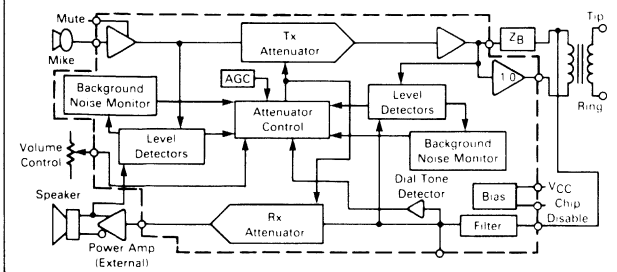 Mute
Mike
Tx
Attenuator
ZB
Tip
Ring
1.0
Background
Noise Monitor
AGC
Attenuator
Control
Level
Detectors
Volume
Control
Level
Detectors
Background
Noise Monitor
Speaker
Dial Tone
Detector
Bias
VCC
Chip
Disable
Rx
Attenuator
Filter
Power Amp
(External)